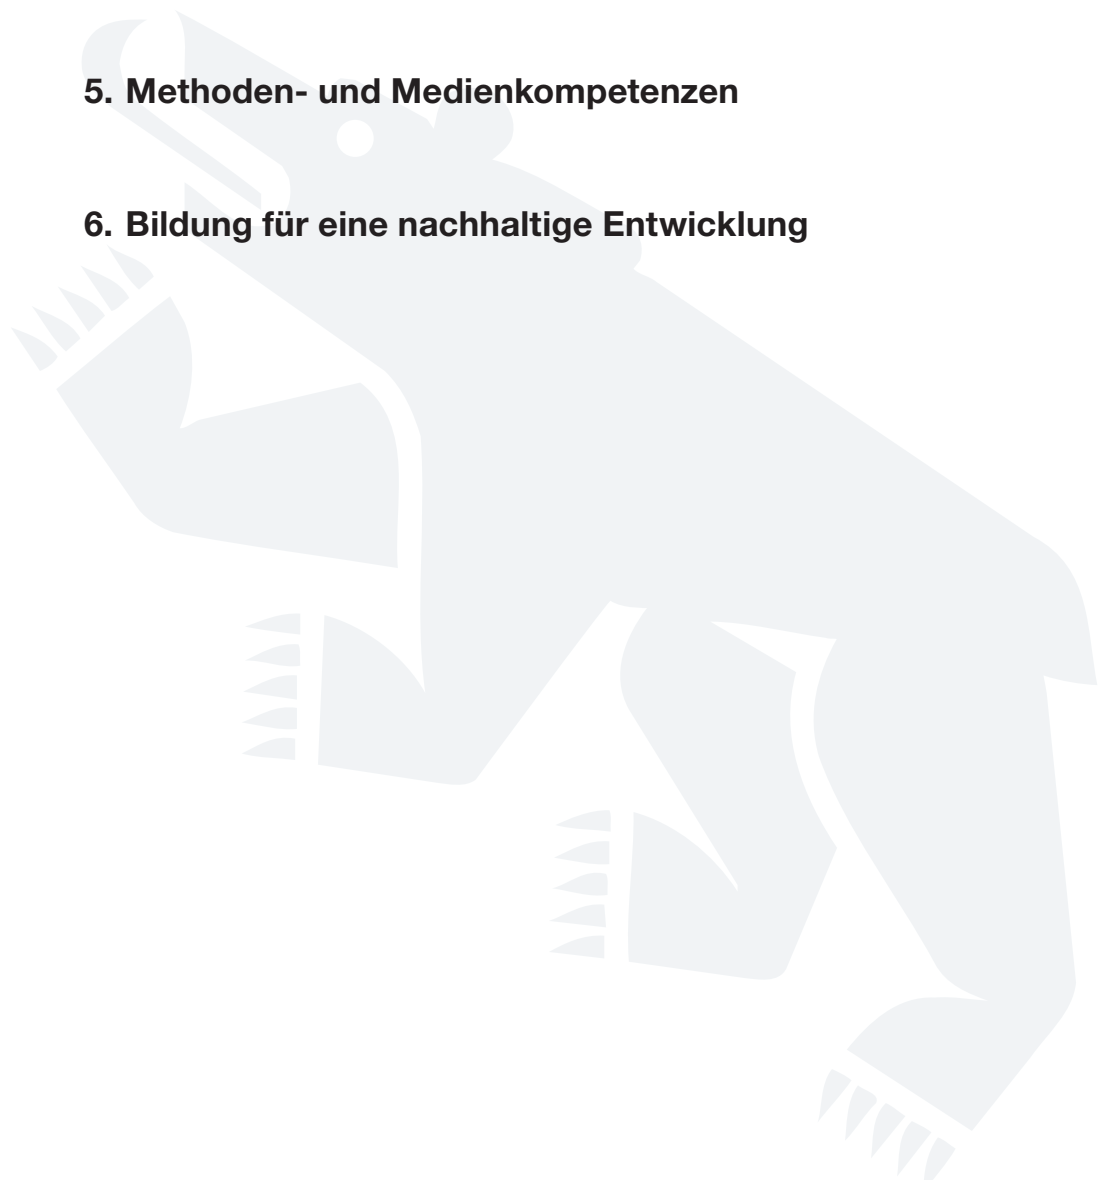 5. Methoden- und Medienkompetenzen
6. Bildung für eine nachhaltige Entwicklung